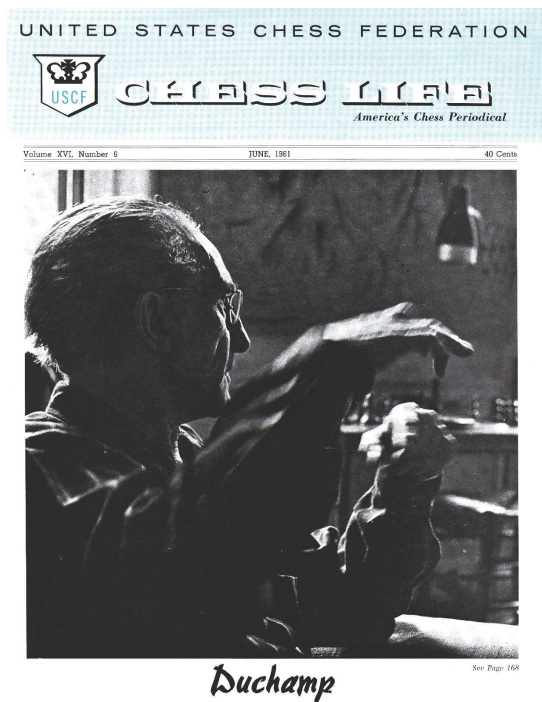 UNITED STATES CHESS FEDERATION
USCF
CHESS LIFE
America's Chess Periodical
Volume XVI, Number 6 JUNE, 1961 40 Cents
See Page 168
Duchamp